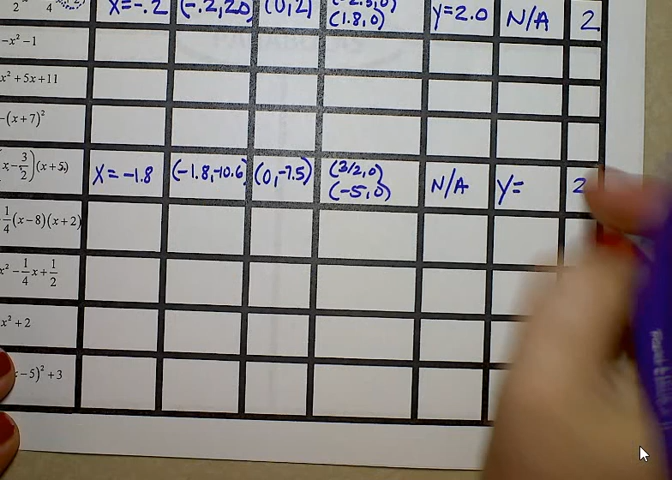 2 4
X=-.2 (-.2,2.0) (0,2) (1.8,0) y=2.0 N/A 2
-x² -1
x² +5x+11
-(x+7)²
x-3/2)(x+5) X=-1.8 (-1.8,-10.6) (0,-7.5) (3/2,0) (-5,0) N/A y= 2
1/4(x-8)(x+2)
x² - 1/4x + 1/2
x² +2
-5)² +3